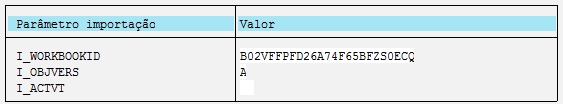 Parâmetro importação Valor
I_WORKBOOKID B02VFFPFD26A74F65BFZS0ECQ
I_OBJVERS A
I_ACTVT